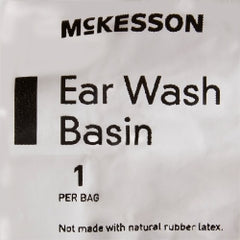 McKESSON
Ear Wash
Basin
1
PER BAG
Not made with natural rubber latex.